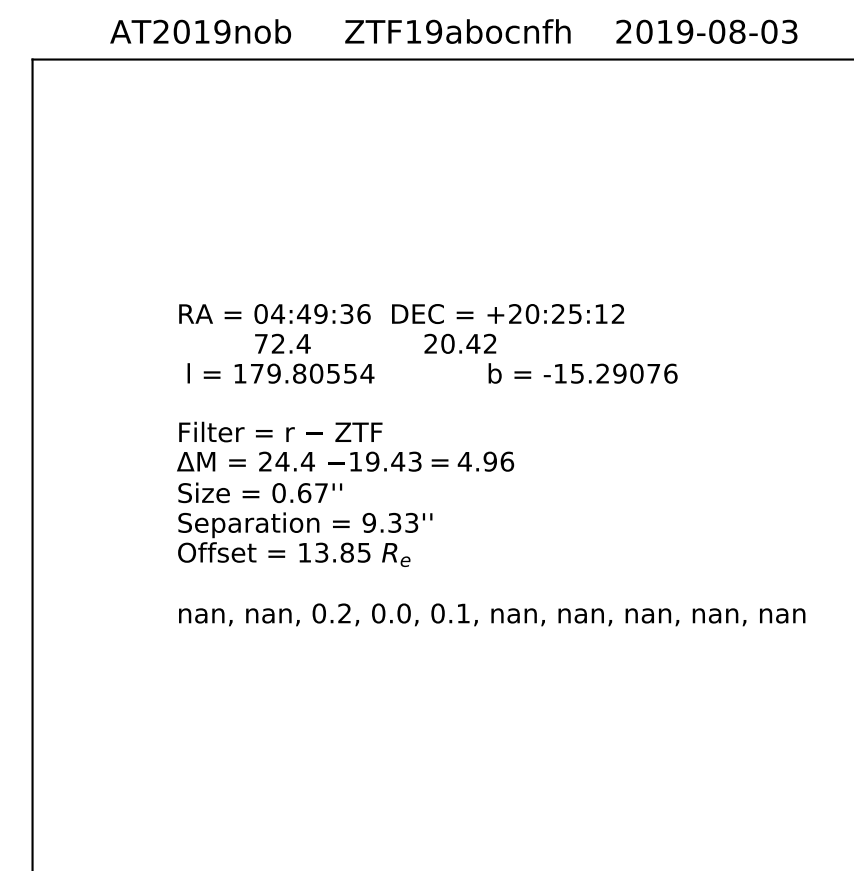 AT2019nob ZTF19abocnfh 2019-08-03
RA = 04:49:36 DEC = +20:25:12
72.4 20.42
l = 179.80554 b = -15.29076
Filter = r − ZTF
ΔM = 24.4 −19.43 = 4.96
Size = 0.67''
Separation = 9.33''
Offset = 13.85 Re
nan, nan, 0.2, 0.0, 0.1, nan, nan, nan, nan, nan